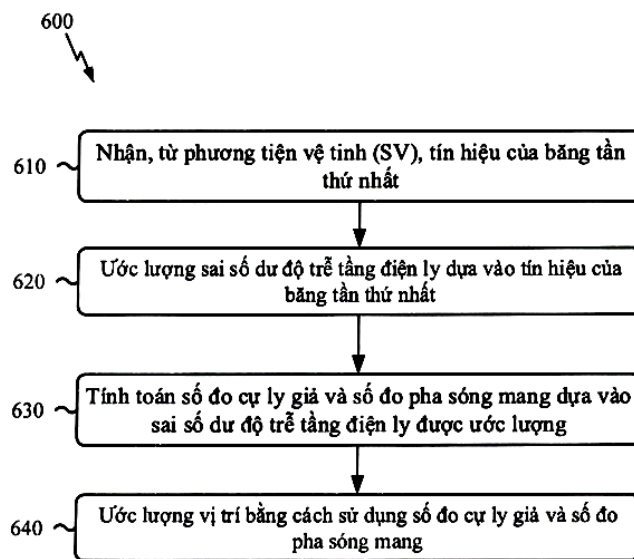 600
610
Nhận, từ phương tiện vệ tinh (SV), tín hiệu của băng tần
thứ nhất
620
Ước lượng sai số dư độ trễ tầng điện ly dựa vào tín hiệu của
băng tần thứ nhất
630
Tính toán số đo cự ly giả và số đo pha sóng mang dựa vào
sai số dư độ trễ tầng điện ly được ước lượng
640
Ước lượng vị trí bằng cách sử dụng số đo cự ly giả và số đo
pha sóng mang